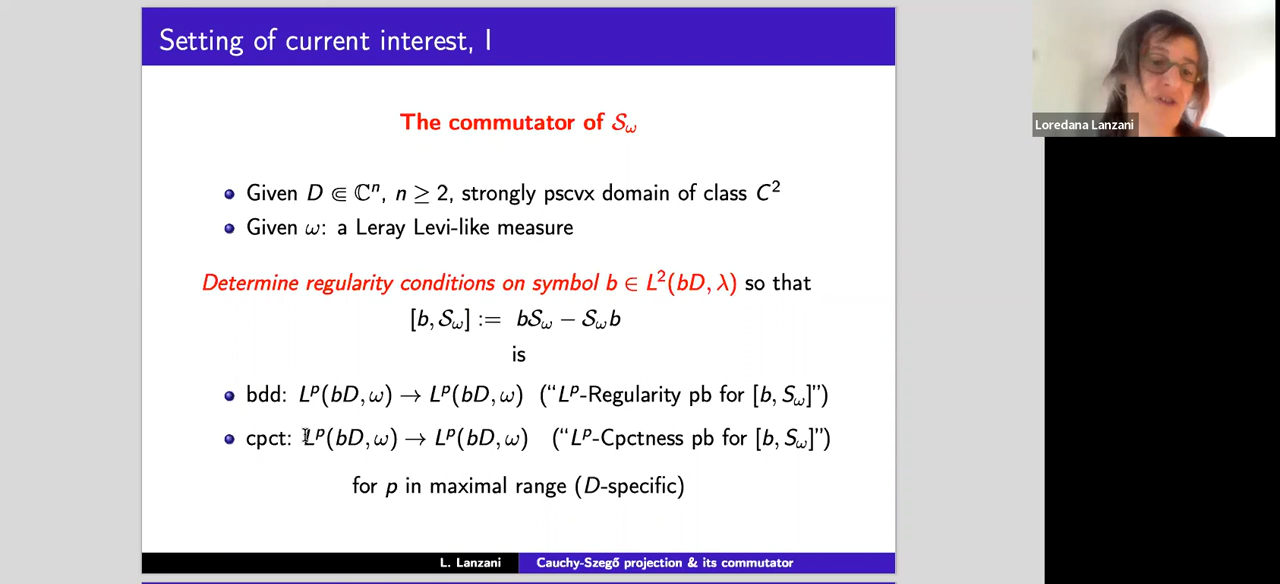 Setting of current interest, I
Loredana Lanzani
The commutator of 𝒮_ω
Given D ⋐ ℂⁿ, n ≥ 2, strongly pscvx domain of class C²
Given ω: a Leray Levi-like measure
Determine regularity conditions on symbol b ∈ L²(bD, λ) so that
[b, 𝒮_ω] := b𝒮_ω − 𝒮_ω b
is
bdd: Lᵖ(bD, ω) → Lᵖ(bD, ω) (“Lᵖ-Regularity pb for [b, S_ω]”)
cpct: Lᵖ(bD, ω) → Lᵖ(bD, ω) (“Lᵖ-Cpctness pb for [b, S_ω]”)
for p in maximal range (D-specific)
L. Lanzani Cauchy-Szegő projection & its commutator